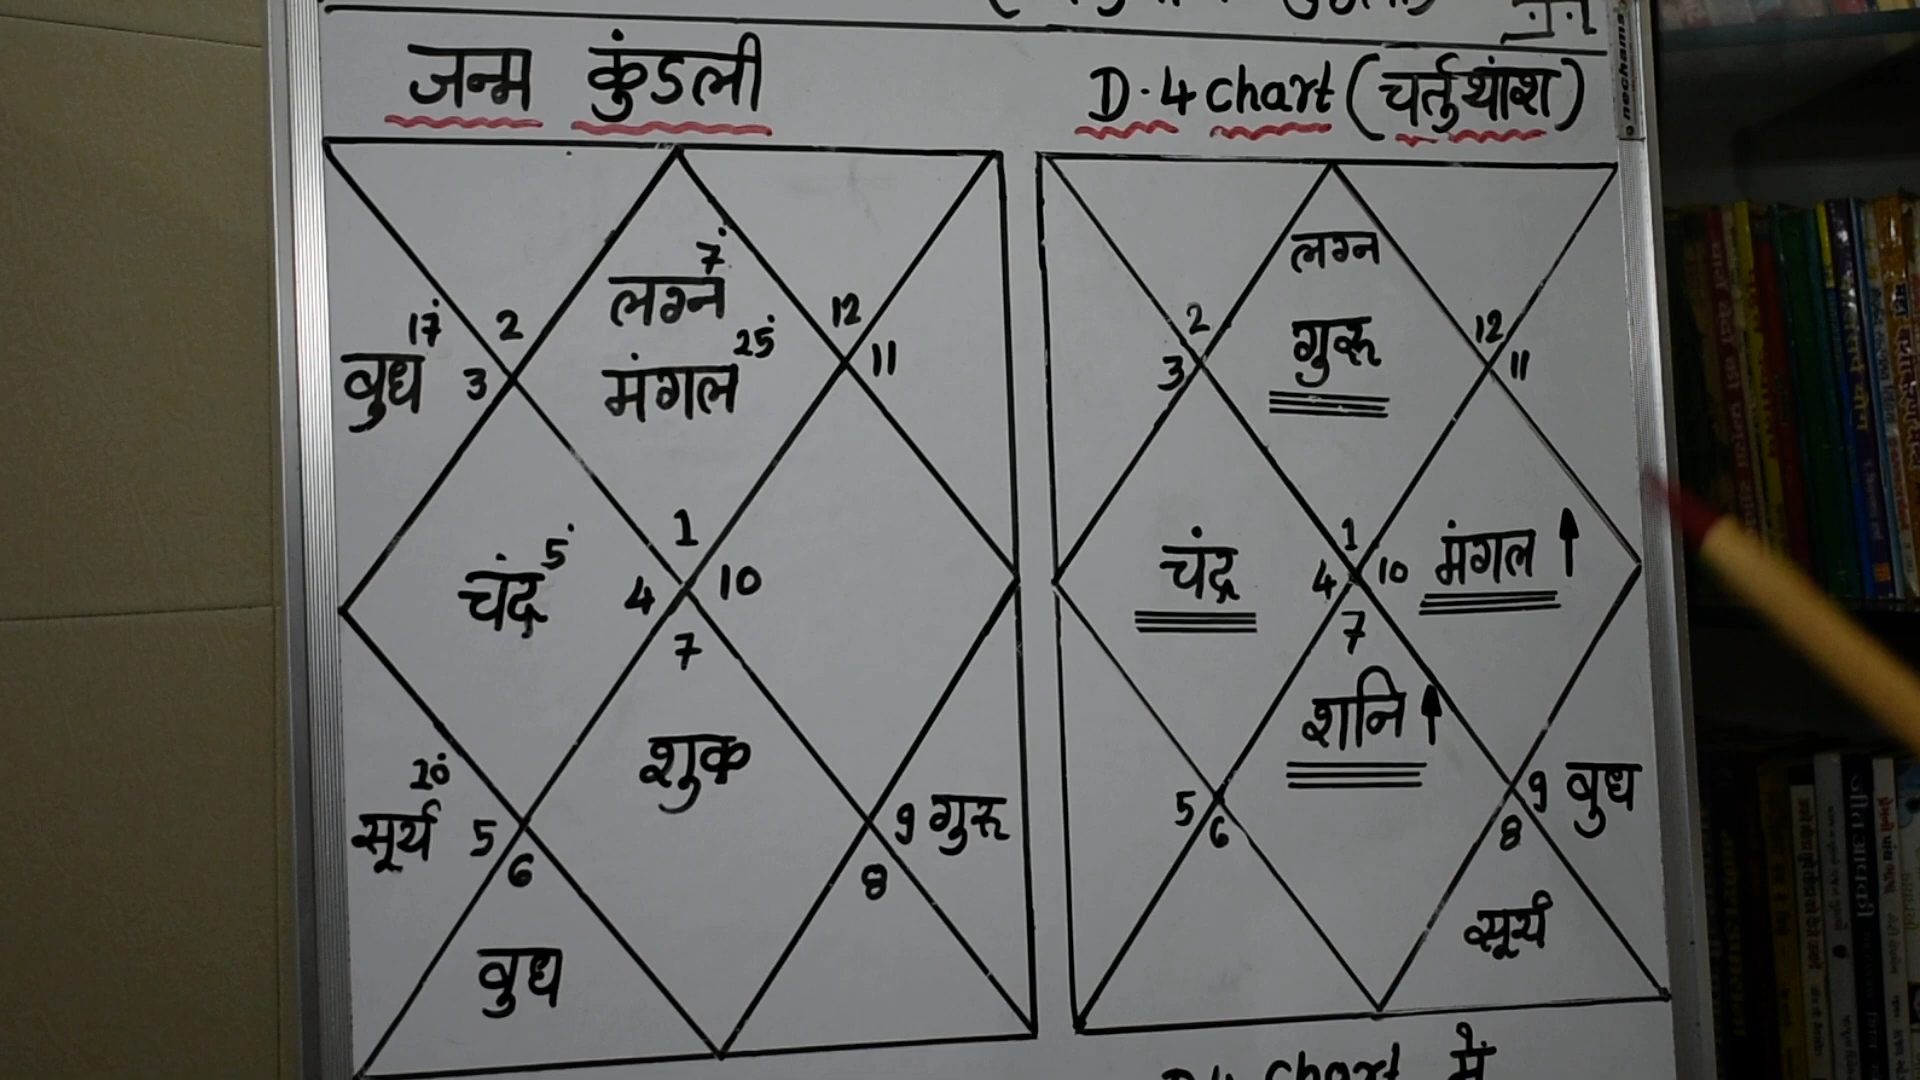 जन्म कुंडली
D.4 chart (चर्तुथांश)
7°
लग्न
25°
मंगल
17°
बुध
2
3
12
11
चंद्र 5°
1
4
10
7
शुक्र
20°
सूर्य 5
6
बुध
9 गुरू
8
लग्न
गुरू
2
3
12
11
चंद्र
1
4
10
मंगल ↑
7
शनि ↑
5
6
9 बुध
8
सूर्य
D4 chart में